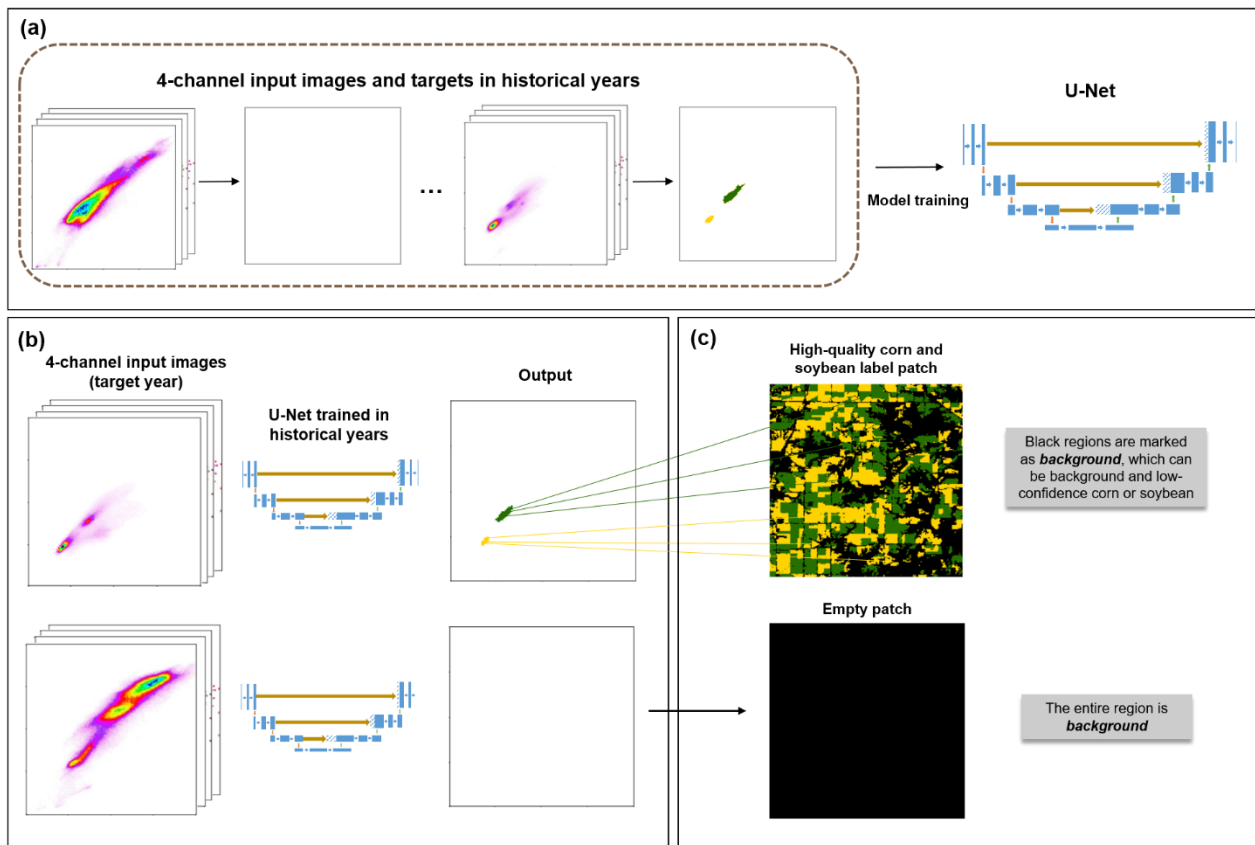 (a)
4-channel input images and targets in historical years
...
Model training
U-Net
(b)
4-channel input images
(target year)
U-Net trained in
historical years
Output
(c)
High-quality corn and
soybean label patch
Black regions are marked
as background, which can
be background and low-
confidence corn or soybean
Empty patch
The entire region is
background